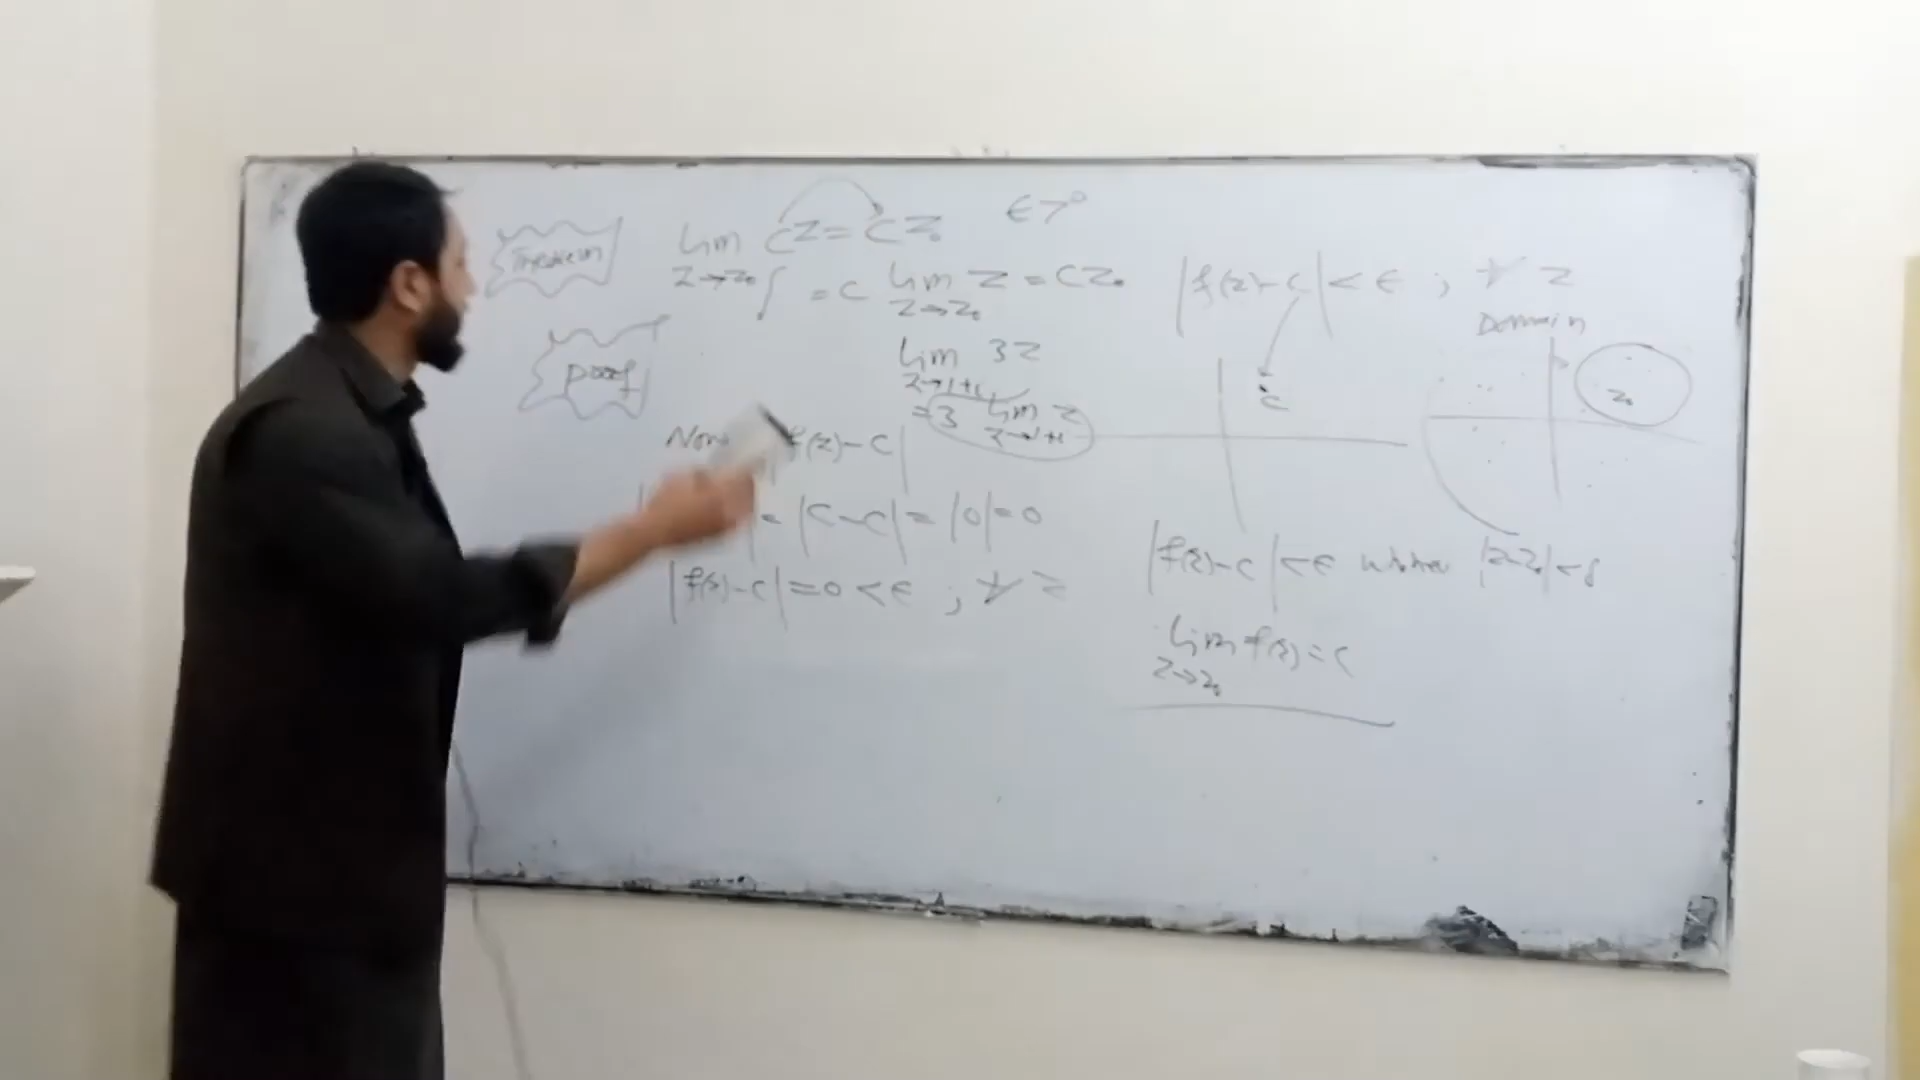 Theorem
lim cz = cz₀
z→z₀
= c lim z = cz₀
z→z₀
ϵ>0
|f(z)-c| < ϵ ; ∀ z
Domain
proof
lim 3z
z→1+i
= 3 lim z
z→1+i
c
z₀
Now |f(z)-c|
= |c-c| = |0| = 0
|f(z)-c| = 0 < ϵ ; ∀ z
|f(z)-c| < ϵ |z-z₀| < δ
lim f(z) = c
z→z₀